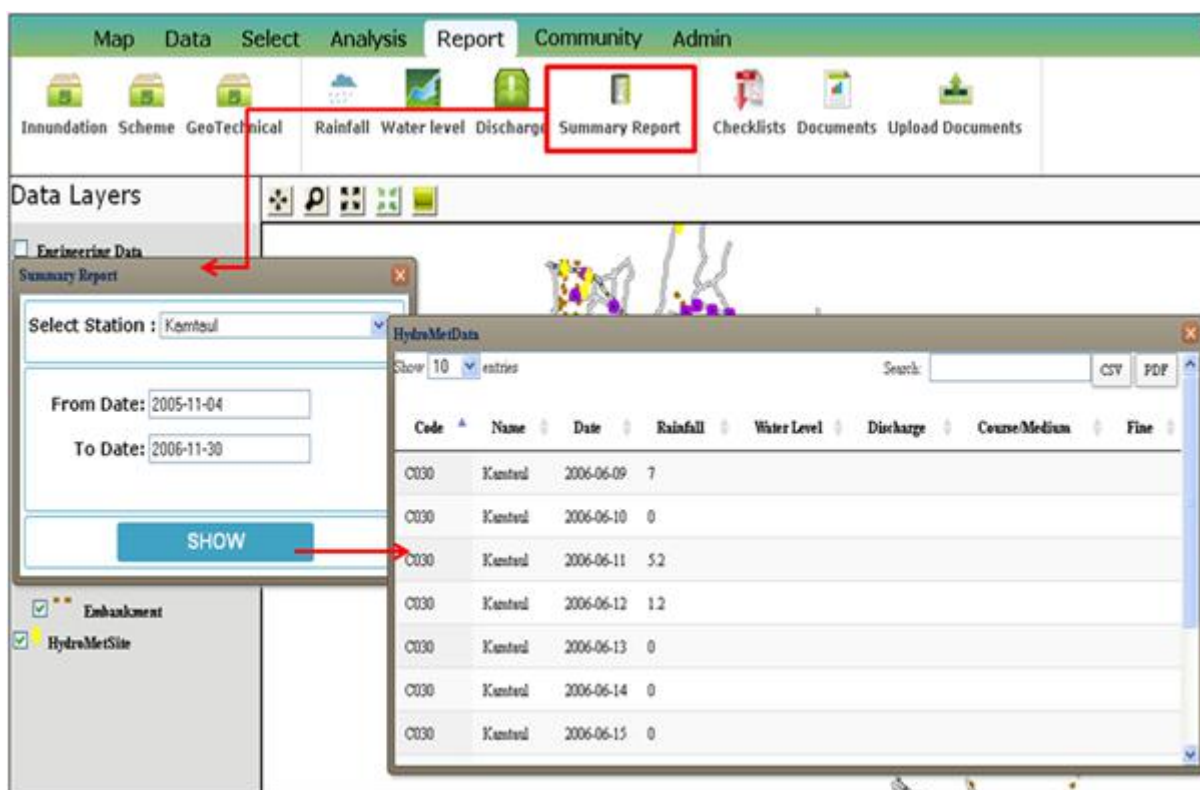 Map Data Select Analysis Report Community Admin
Innundation Scheme GeoTechnical Rainfall Water level Discharge Summary Report Checklists Documents Upload Documents
Data Layers
Engineering Data
Summary Report
Select Station : Kamtaul
From Date: 2005-11-04
To Date: 2006-11-30
SHOW
Embankment
HydroMetSite
HydroMetData
Show 10 entries Search: CSV PDF
Code Name Date Rainfall Water Level Discharge Course/Medium Fine
C030 Kamtaul 2006-06-09 7
C030 Kamtaul 2006-06-10 0
C030 Kamtaul 2006-06-11 5.2
C030 Kamtaul 2006-06-12 1.2
C030 Kamtaul 2006-06-13 0
C030 Kamtaul 2006-06-14 0
C030 Kamtaul 2006-06-15 0